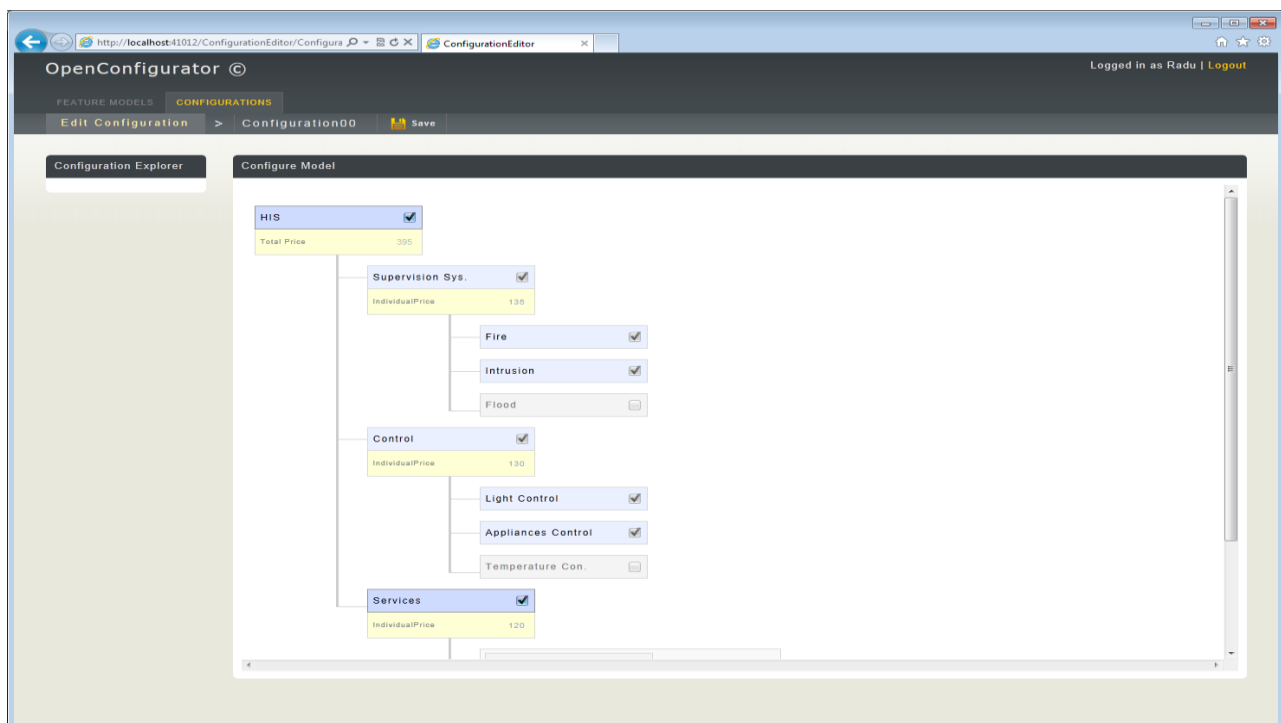 http://localhost:41012/ConfigurationEditor/Configura
ConfigurationEditor
OpenConfigurator ©
Logged in as Radu | Logout
FEATURE MODELS CONFIGURATIONS
Edit Configuration > Configuration00 Save
Configuration Explorer
Configure Model
HIS
Total Price 395
Supervision Sys.
IndividualPrice
Fire
Intrusion
Flood
Control
IndividualPrice 130
Light Control
Appliances Control
Temperature Con.
Services
IndividualPrice 120